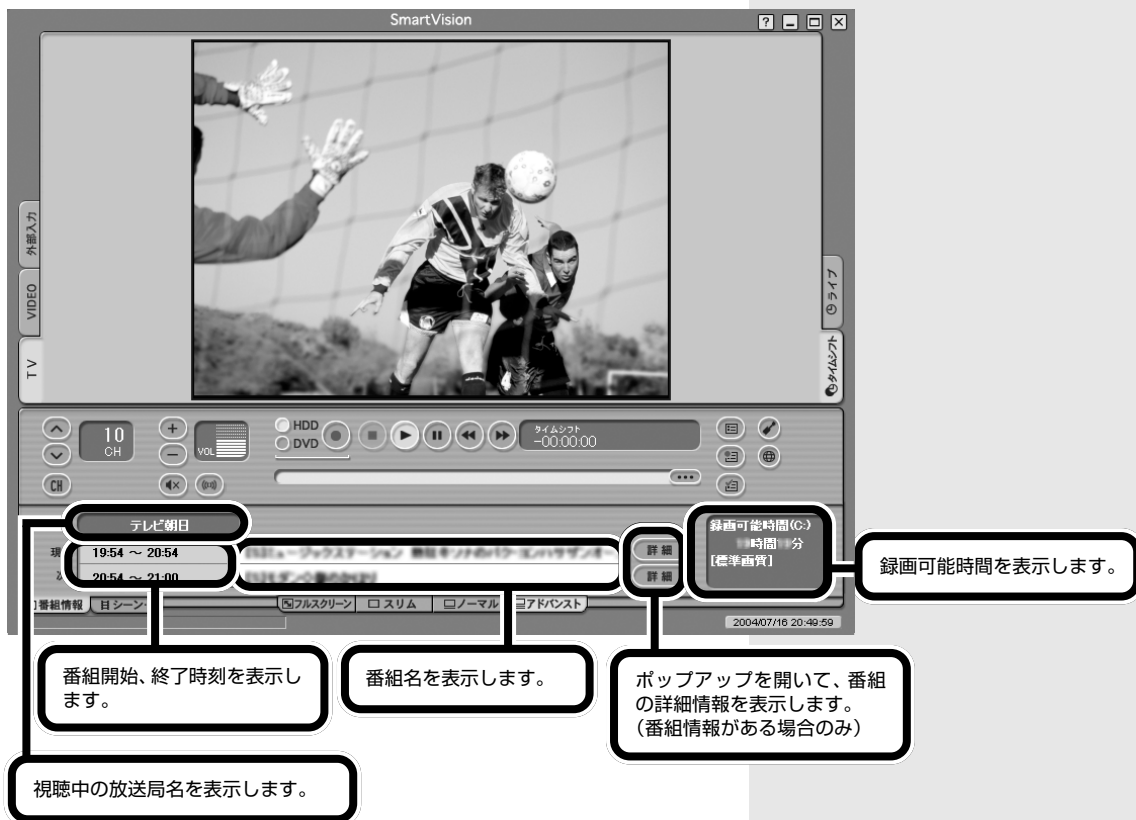 SmartVision
外部入力
VIDEO
TV
ライブ
タイムシフト
10
CH
VOL
HDD
DVD
タイムシフト
-00:00:00
CH
テレビ朝日
19:54 ～ 20:54
詳細
20:54 ～ 21:00
詳細
録画可能時間(C:)
時間 分
[標準画質]
番組情報
フルスクリーン
スリム
ノーマル
アドバンスト
2004/07/16 20:49:59
録画可能時間を表示します。
番組開始、終了時刻を表示し
ます。
番組名を表示します。
ポップアップを開いて、番組
の詳細情報を表示します。
（番組情報がある場合のみ）
視聴中の放送局名を表示します。